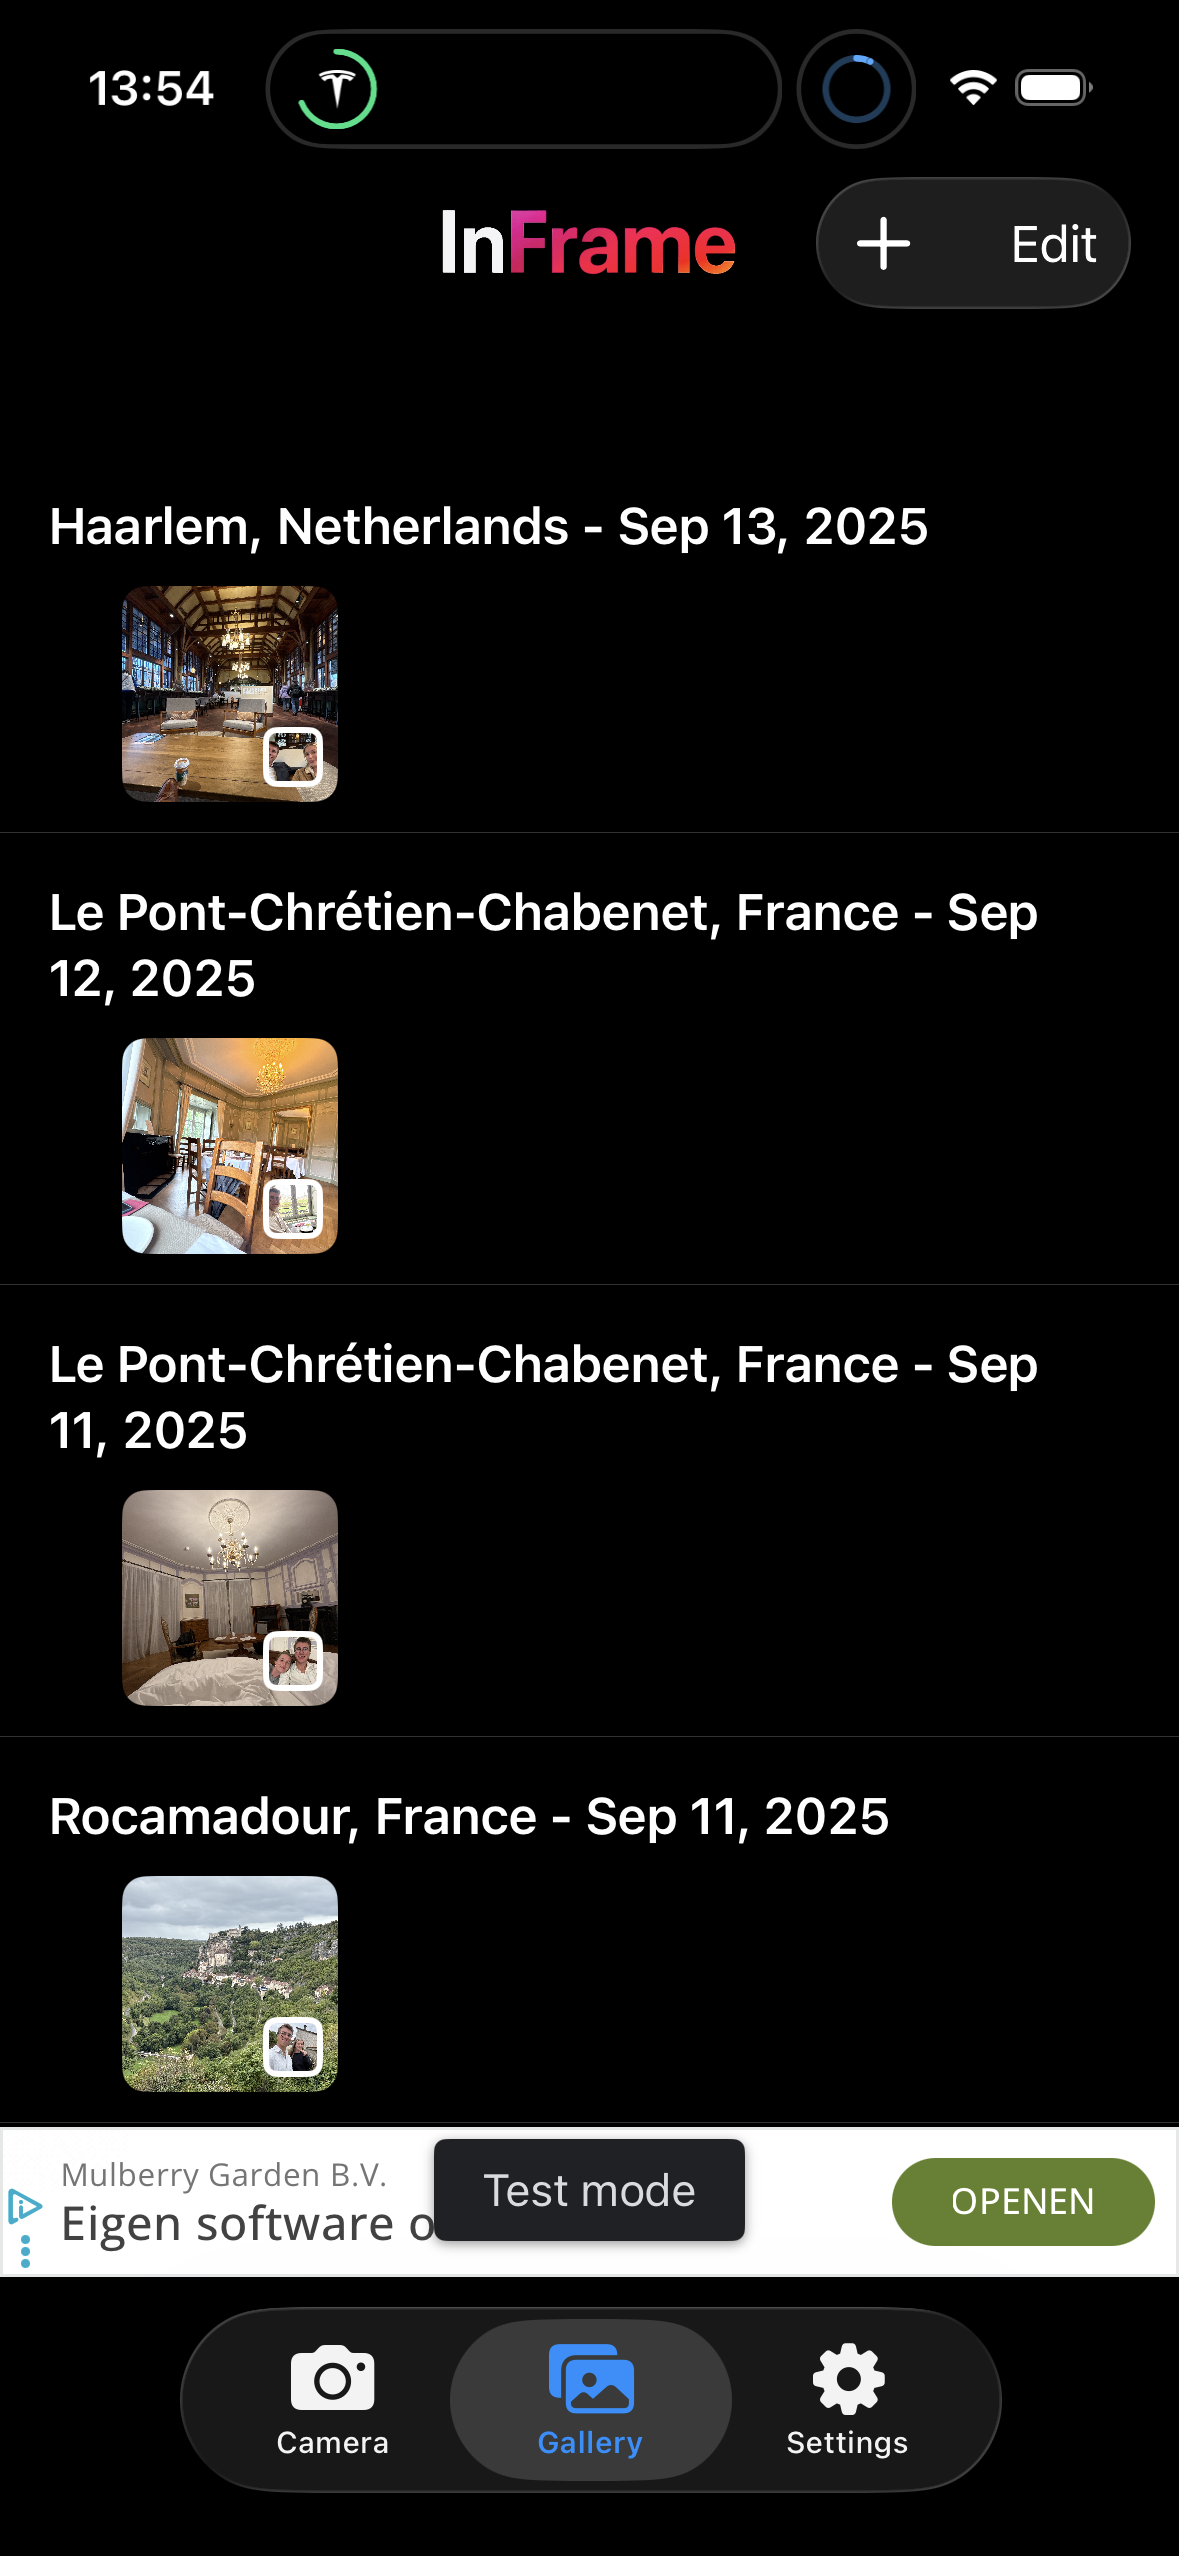 13:54
InFrame
Edit
Haarlem, Netherlands - Sep 13, 2025
Le Pont-Chrétien-Chabenet, France - Sep
12, 2025
Le Pont-Chrétien-Chabenet, France - Sep
11, 2025
Rocamadour, France - Sep 11, 2025
Mulberry Garden B.V.
Eigen software
Test mode
OPENEN
Camera
Gallery
Settings